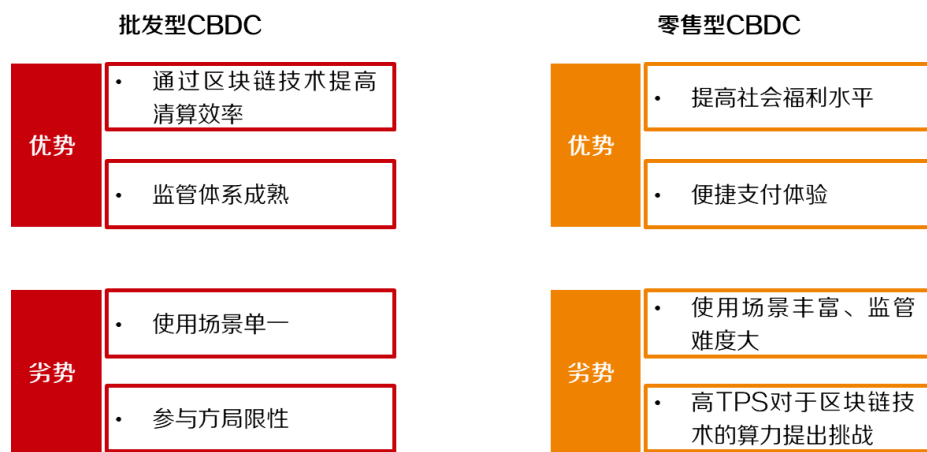 批发型CBDC
优势
• 通过区块链技术提高
清算效率
• 监管体系成熟
劣势
• 使用场景单一
• 参与方局限性
零售型CBDC
优势
• 提高社会福利水平
• 便捷支付体验
劣势
• 使用场景丰富、监管
难度大
• 高TPS对于区块链技
术的算力提出挑战